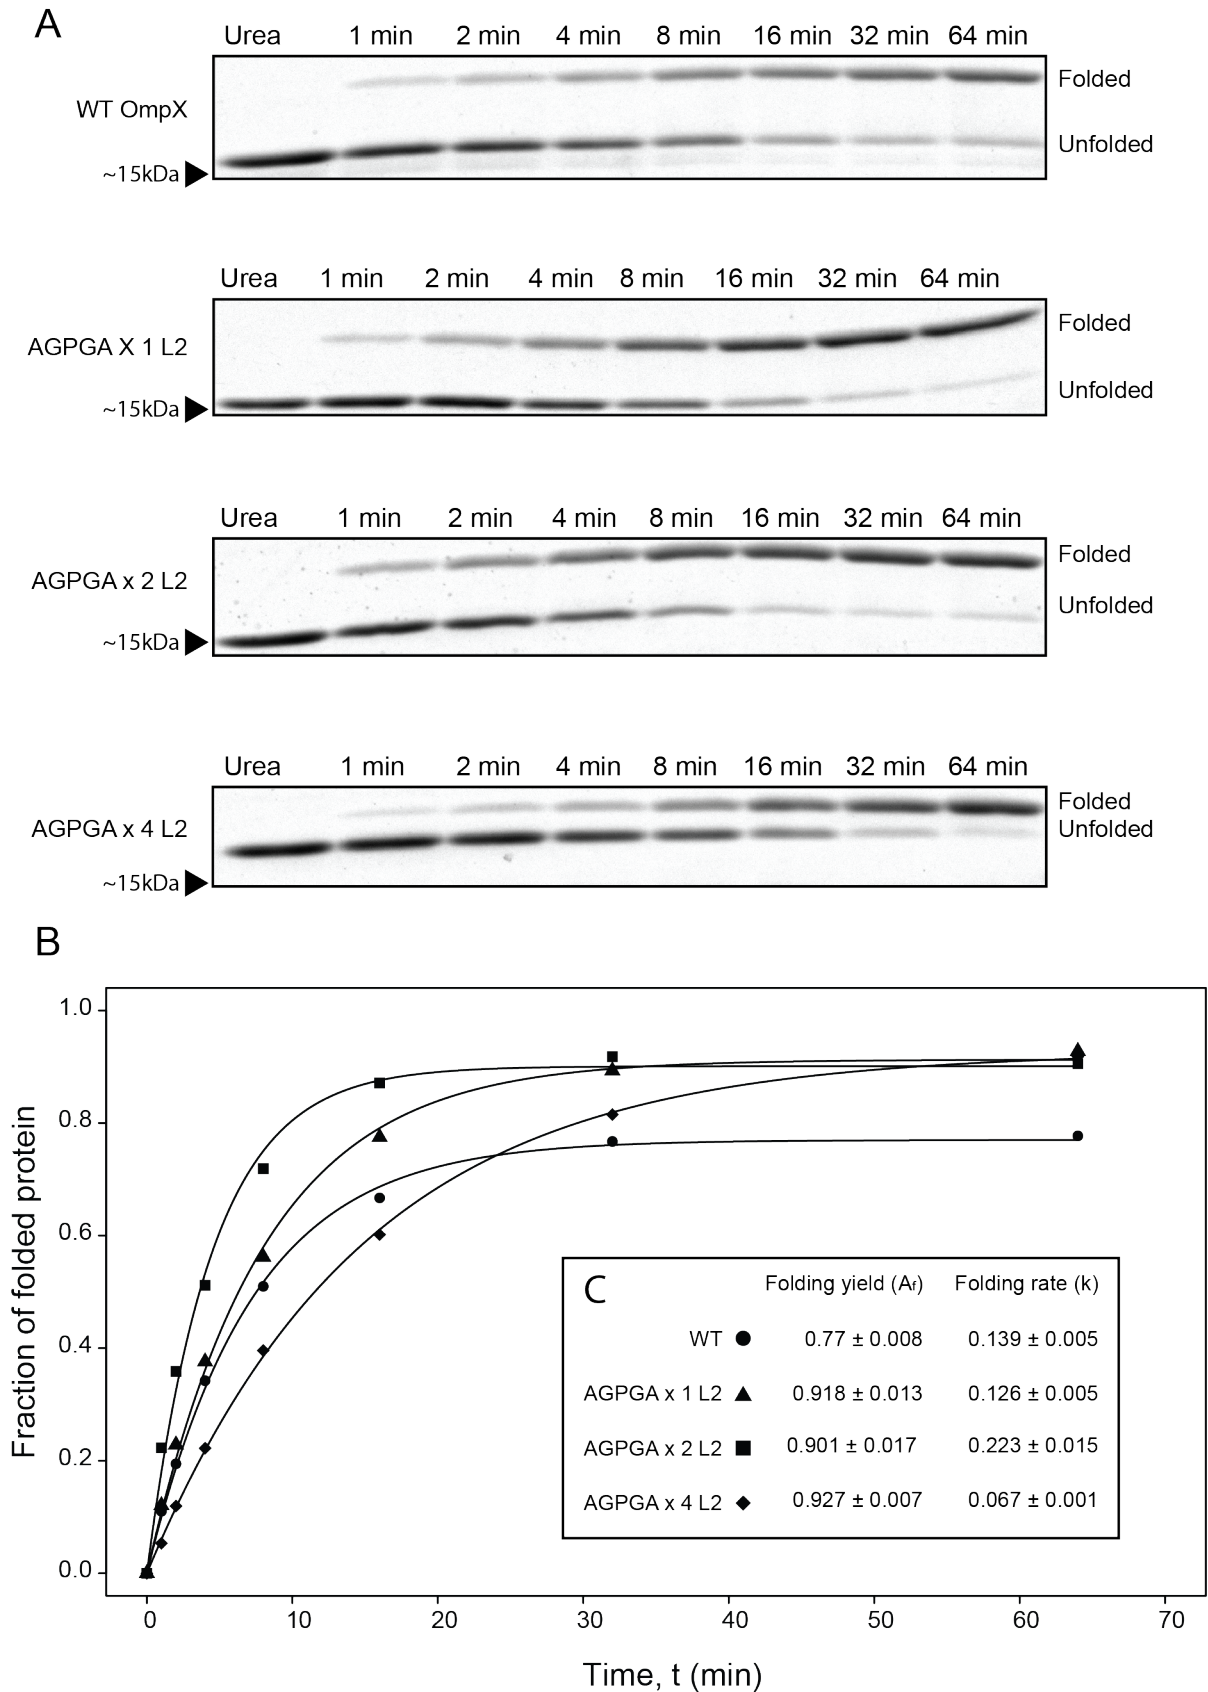 A
Urea 1 min 2 min 4 min 8 min 16 min 32 min 64 min
Folded
WT OmpX
Unfolded
~15kDa
Urea 1 min 2 min 4 min 8 min 16 min 32 min 64 min
Folded
AGPGA X 1 L2
Unfolded
~15kDa
Urea 1 min 2 min 4 min 8 min 16 min 32 min 64 min
Folded
AGPGA x 2 L2
Unfolded
~15kDa
Urea 1 min 2 min 4 min 8 min 16 min 32 min 64 min
Folded
AGPGA x 4 L2
Unfolded
~15kDa
B
Fraction of folded protein
1.0
0.8
0.6
0.4
0.2
0.0
C
Folding yield (Af) Folding rate (k)
WT 0.77 ± 0.008 0.139 ± 0.005
AGPGA x 1 L2 0.918 ± 0.013 0.126 ± 0.005
AGPGA x 2 L2 0.901 ± 0.017 0.223 ± 0.015
AGPGA x 4 L2 0.927 ± 0.007 0.067 ± 0.001
0 10 20 30 40 50 60 70
Time, t (min)